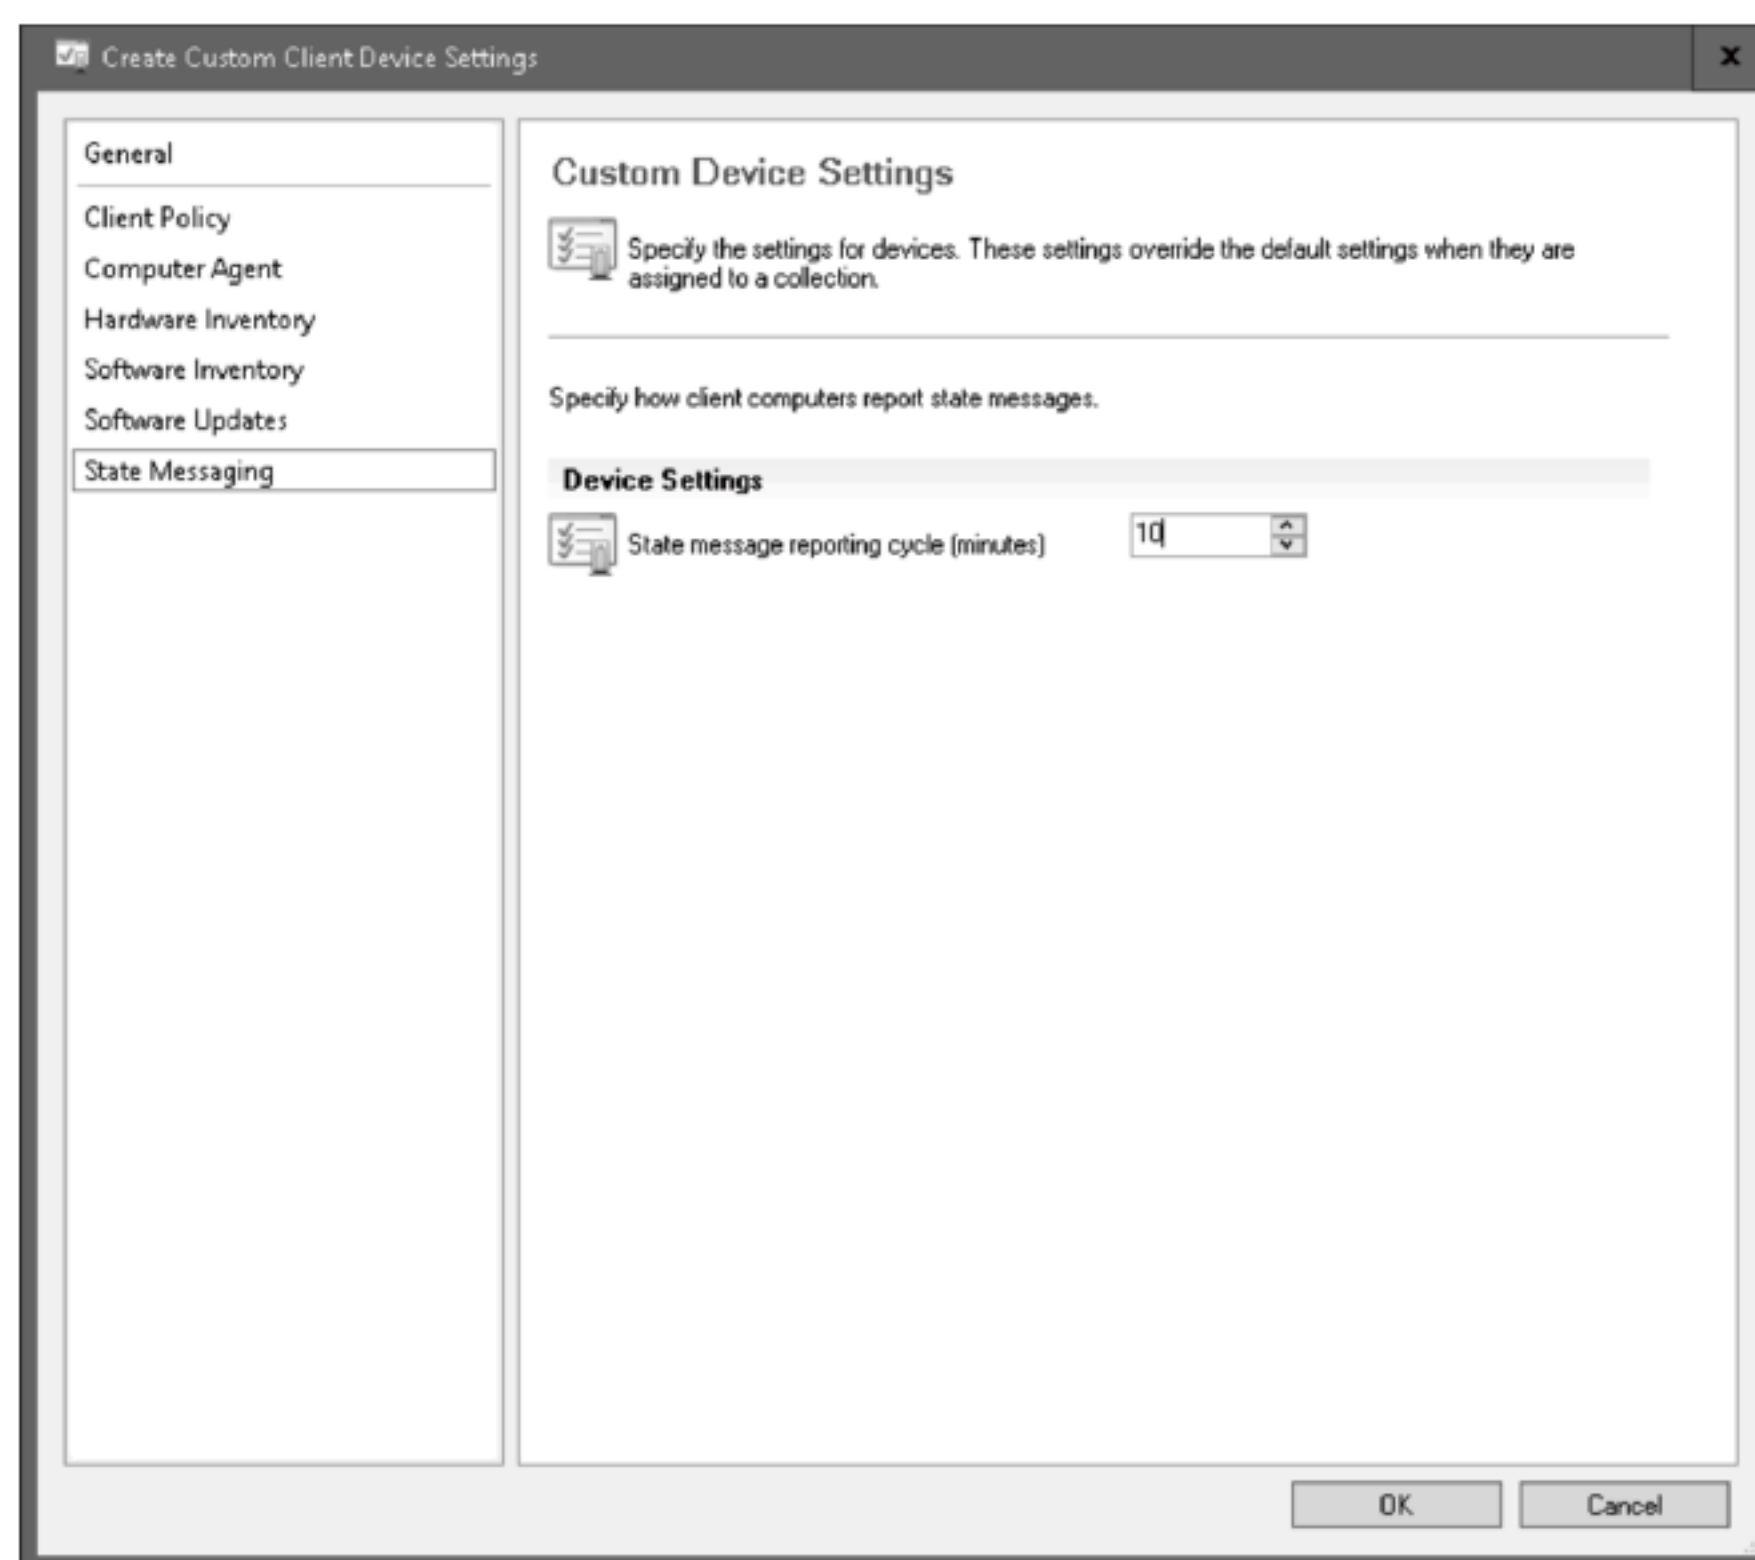 Create Custom Client Device Settings
General
Client Policy
Computer Agent
Hardware Inventory
Software Inventory
Software Updates
State Messaging
Custom Device Settings
Specify the settings for devices. These settings override the default settings when they are
assigned to a collection.
Specify how client computers report state messages.
Device Settings
State message reporting cycle (minutes) 10
OK Cancel